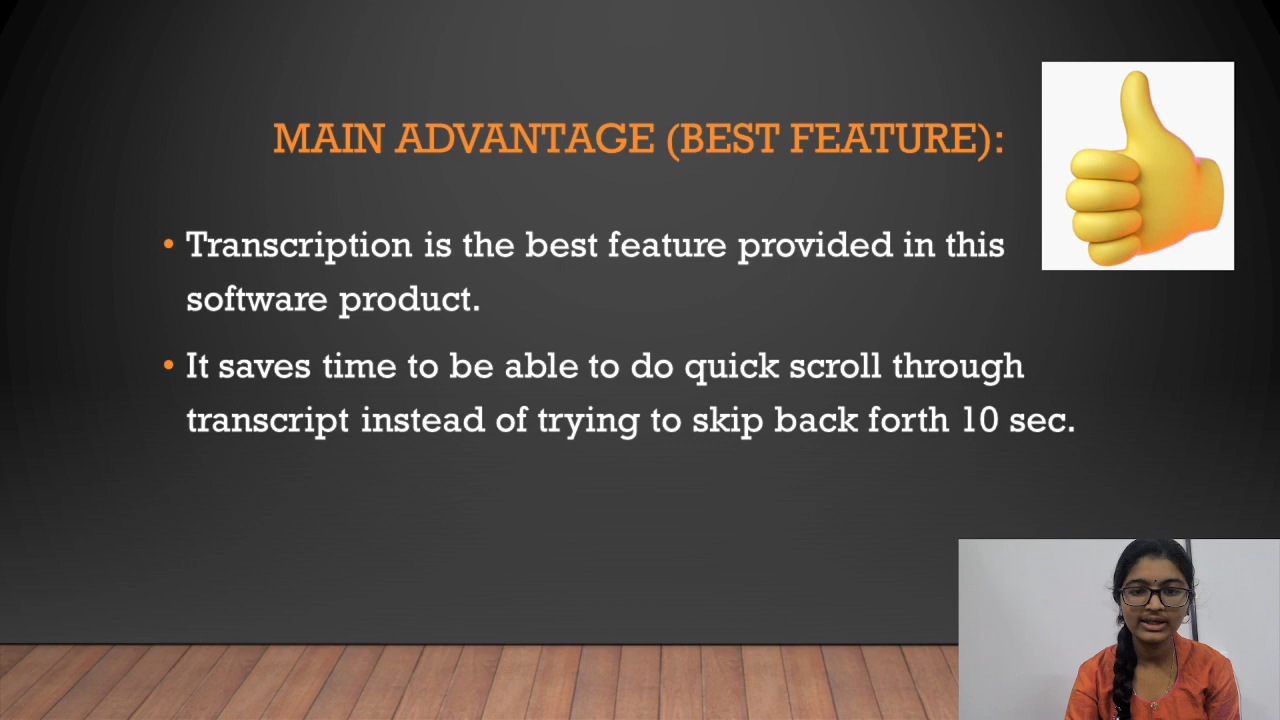 MAIN ADVANTAGE (BEST FEATURE):
• Transcription is the best feature provided in this
software product.
• It saves time to be able to do quick scroll through
transcript instead of trying to skip back forth 10 sec.